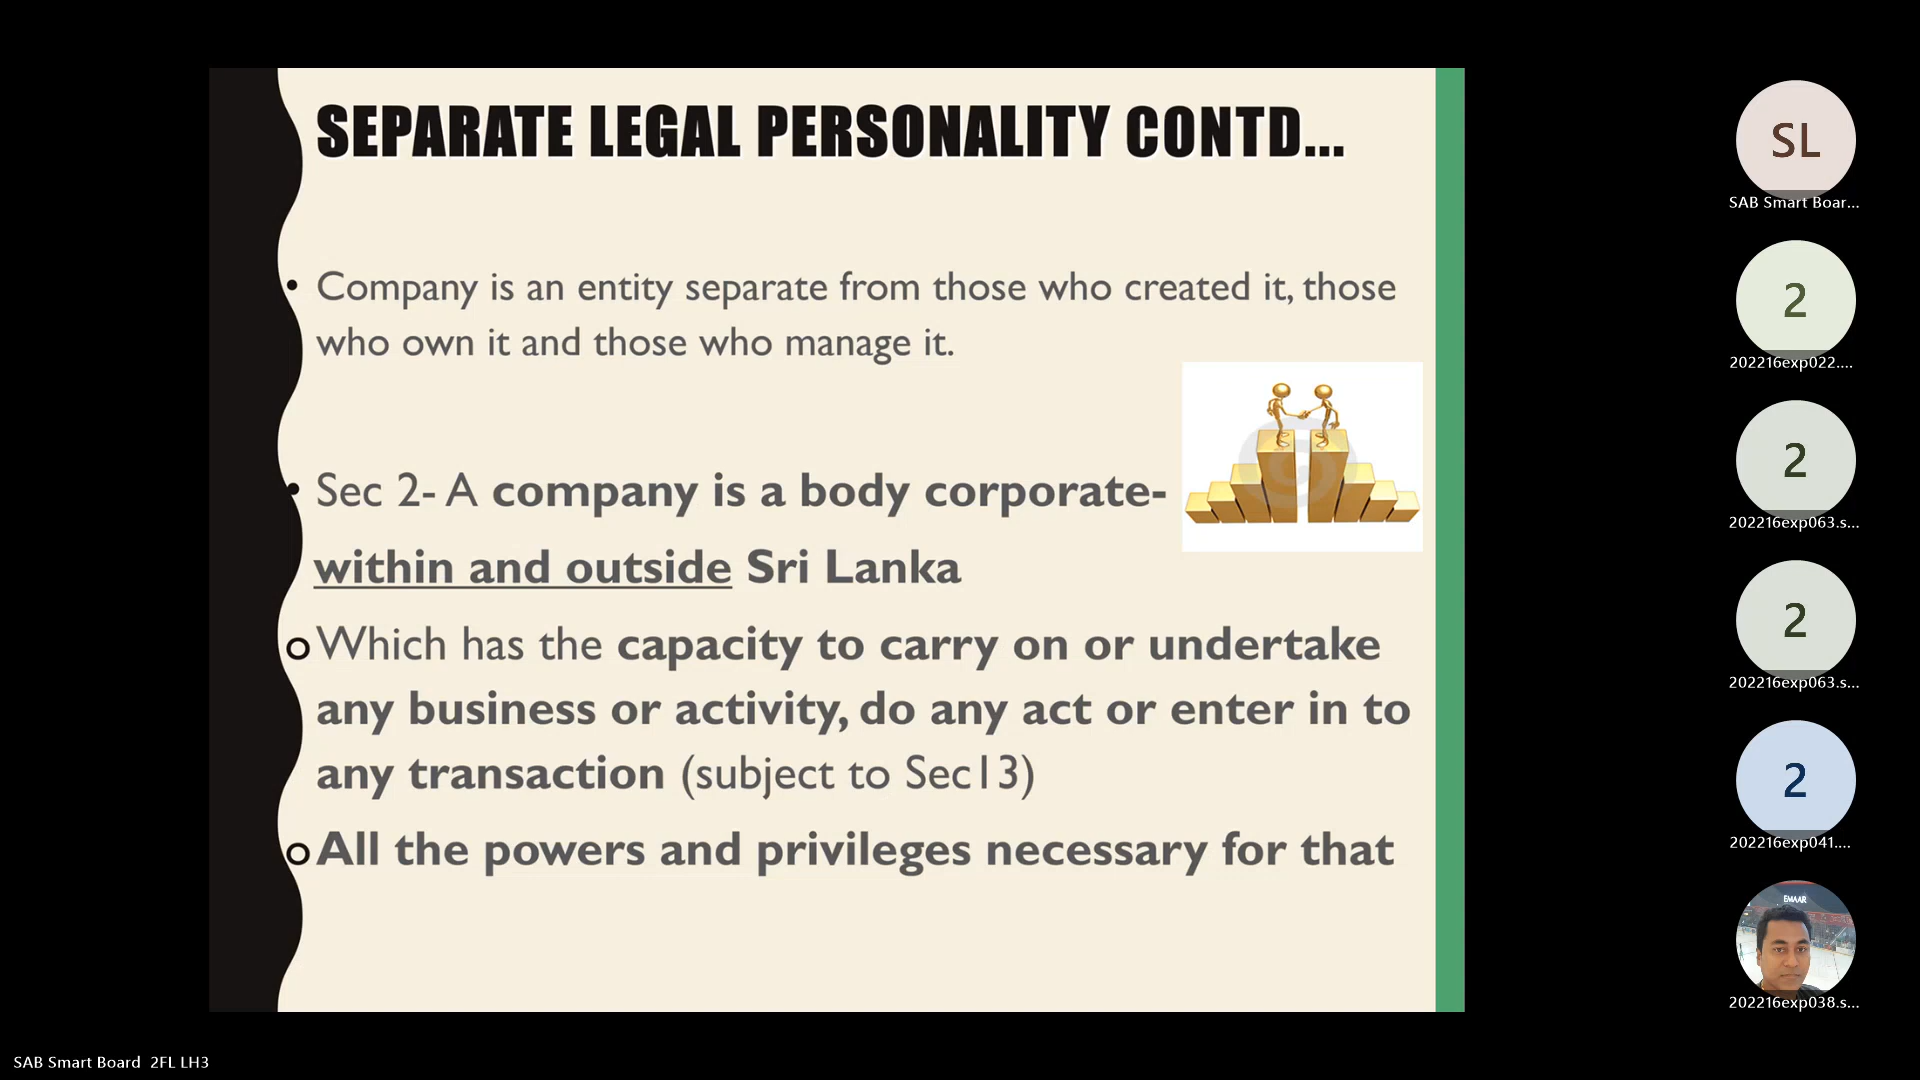 SEPARATE LEGAL PERSONALITY CONTD...
• Company is an entity separate from those who created it, those
who own it and those who manage it.
• Sec 2- A company is a body corporate-
within and outside Sri Lanka
o Which has the capacity to carry on or undertake
any business or activity, do any act or enter in to
any transaction (subject to Sec13)
o All the powers and privileges necessary for that
SL
SAB Smart Boar...
2
202216exp022....
2
202216exp063.s...
2
202216exp063.s...
2
202216exp041....
EMAAR
202216exp038.s...
SAB Smart Board 2FL LH3